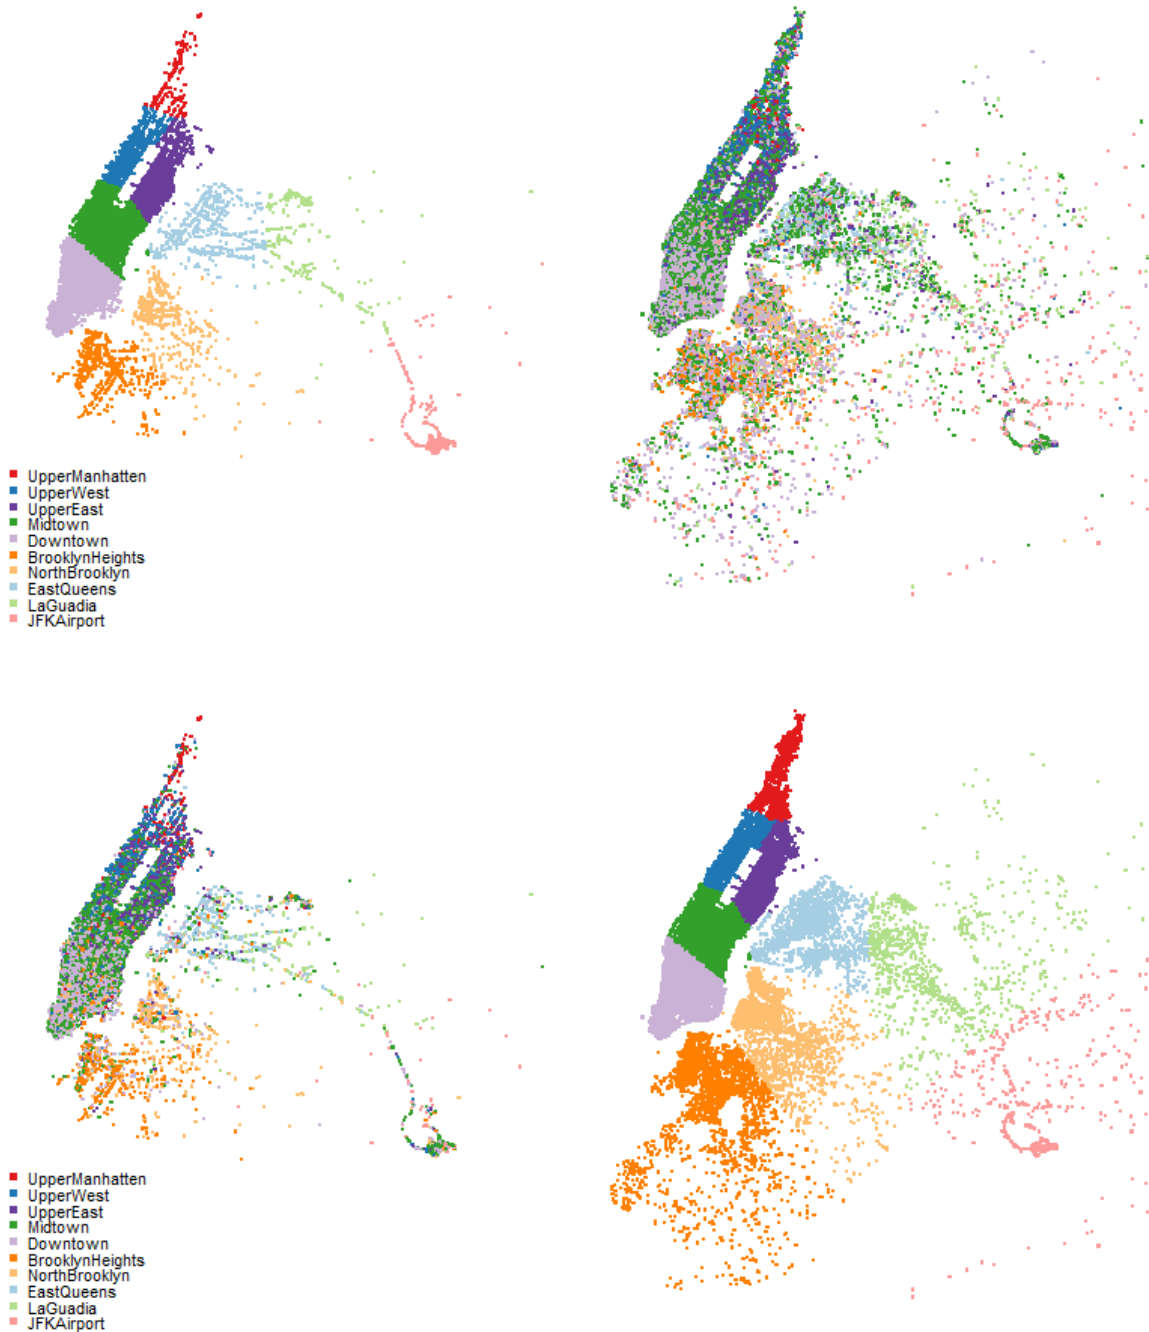 UpperManhatten
UpperWest
UpperEast
Midtown
Downtown
BrooklynHeights
NorthBrooklyn
EastQueens
LaGuadia
JFKAirport
UpperManhatten
UpperWest
UpperEast
Midtown
Downtown
BrooklynHeights
NorthBrooklyn
EastQueens
LaGuadia
JFKAirport